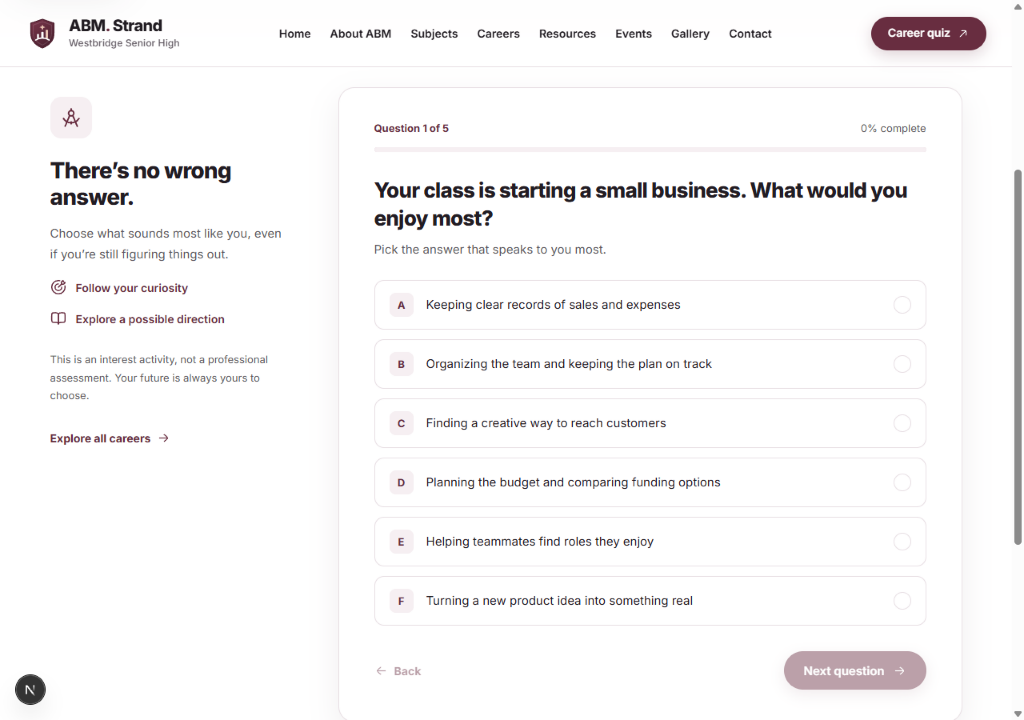 ABM. Strand
Westbridge Senior High
Home
About ABM
Subjects
Careers
Resources
Events
Gallery
Contact
Career quiz
There’s no wrong
answer.
Choose what sounds most like you, even
if you’re still figuring things out.
Follow your curiosity
Explore a possible direction
This is an interest activity, not a professional
assessment. Your future is always yours to
choose.
Explore all careers
Question 1 of 5
0% complete
Your class is starting a small business. What would you
enjoy most?
Pick the answer that speaks to you most.
A Keeping clear records of sales and expenses
B Organizing the team and keeping the plan on track
C Finding a creative way to reach customers
D Planning the budget and comparing funding options
E Helping teammates find roles they enjoy
F Turning a new product idea into something real
Back
Next question
N